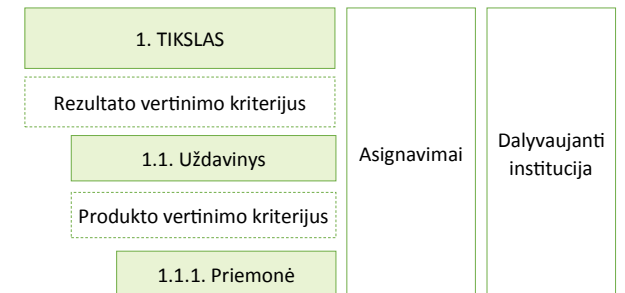 1. TIKSLAS
Rezultato vertinimo kriterijus
1.1. Uždavinys
Produkto vertinimo kriterijus
1.1.1. Priemonė
Asignavimai
Dalyvaujanti
institucija